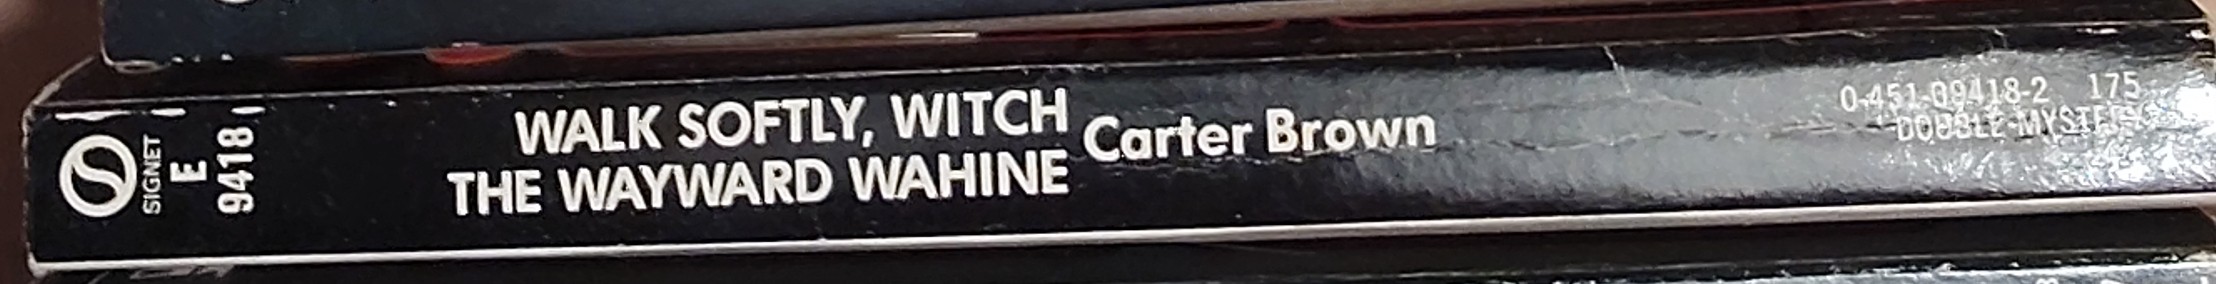 SIGNET
E
9418
WALK SOFTLY, WITCH
THE WAYWARD WAHINE
Carter Brown
0-451-09418-2 175
DOUBLE-MYSTERY